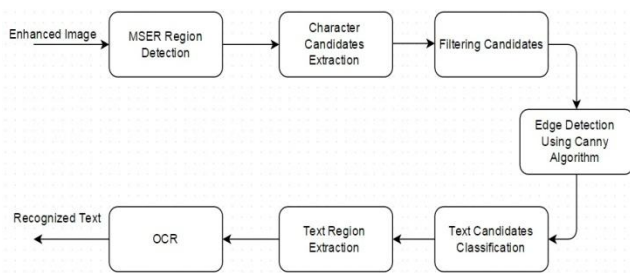 Enhanced Image
MSER Region
Detection
Character
Candidates
Extraction
Filtering Candidates
Edge Detection
Using Canny
Algorithm
Text Candidates
Classification
Text Region
Extraction
OCR
Recognized Text